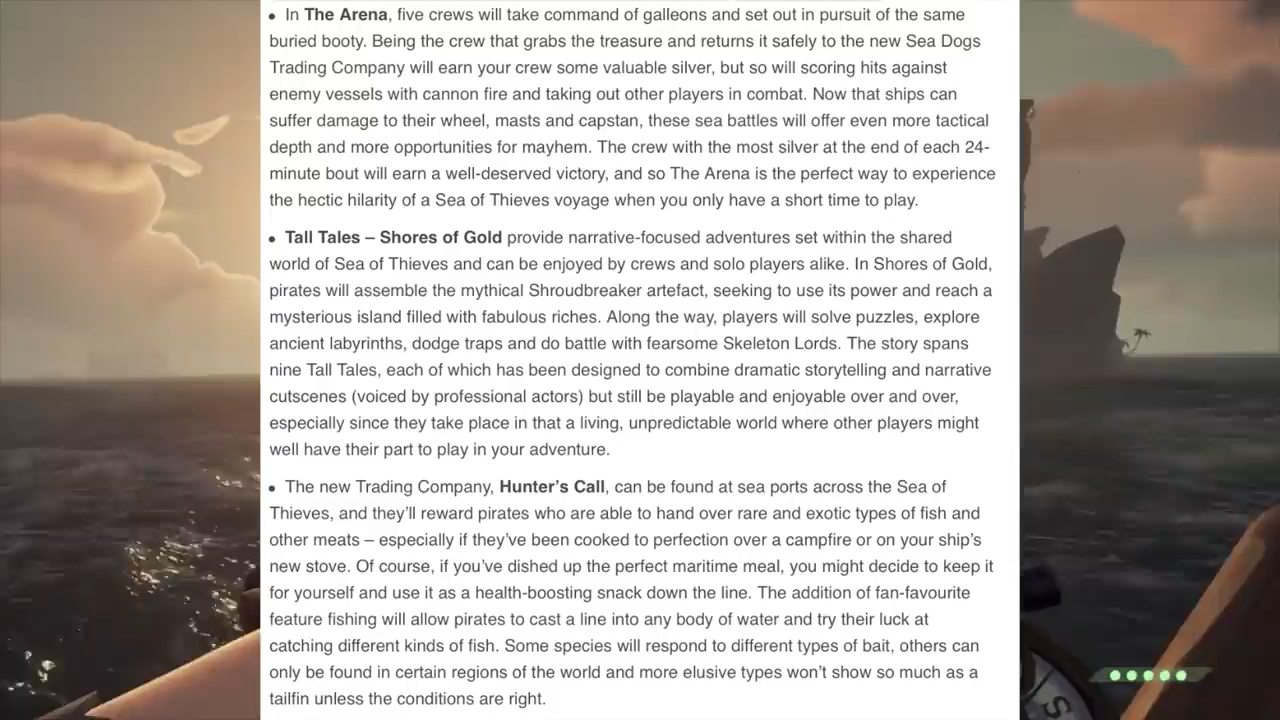 • In The Arena, five crews will take command of galleons and set out in pursuit of the same
buried booty. Being the crew that grabs the treasure and returns it safely to the new Sea Dogs
Trading Company will earn your crew some valuable silver, but so will scoring hits against
enemy vessels with cannon fire and taking out other players in combat. Now that ships can
suffer damage to their wheel, masts and capstan, these sea battles will offer even more tactical
depth and more opportunities for mayhem. The crew with the most silver at the end of each 24-
minute bout will earn a well-deserved victory, and so The Arena is the perfect way to experience
the hectic hilarity of a Sea of Thieves voyage when you only have a short time to play.
• Tall Tales – Shores of Gold provide narrative-focused adventures set within the shared
world of Sea of Thieves and can be enjoyed by crews and solo players alike. In Shores of Gold,
pirates will assemble the mythical Shroudbreaker artefact, seeking to use its power and reach a
mysterious island filled with fabulous riches. Along the way, players will solve puzzles, explore
ancient labyrinths, dodge traps and do battle with fearsome Skeleton Lords. The story spans
nine Tall Tales, each of which has been designed to combine dramatic storytelling and narrative
cutscenes (voiced by professional actors) but still be playable and enjoyable over and over,
especially since they take place in that a living, unpredictable world where other players might
well have their part to play in your adventure.
• The new Trading Company, Hunter’s Call, can be found at sea ports across the Sea of
Thieves, and they’ll reward pirates who are able to hand over rare and exotic types of fish and
other meats – especially if they’ve been cooked to perfection over a campfire or on your ship’s
new stove. Of course, if you’ve dished up the perfect maritime meal, you might decide to keep it
for yourself and use it as a health-boosting snack down the line. The addition of fan-favourite
feature fishing will allow pirates to cast a line into any body of water and try their luck at
catching different kinds of fish. Some species will respond to different types of bait, others can
only be found in certain regions of the world and more elusive types won’t show so much as a
tailfin unless the conditions are right.
S